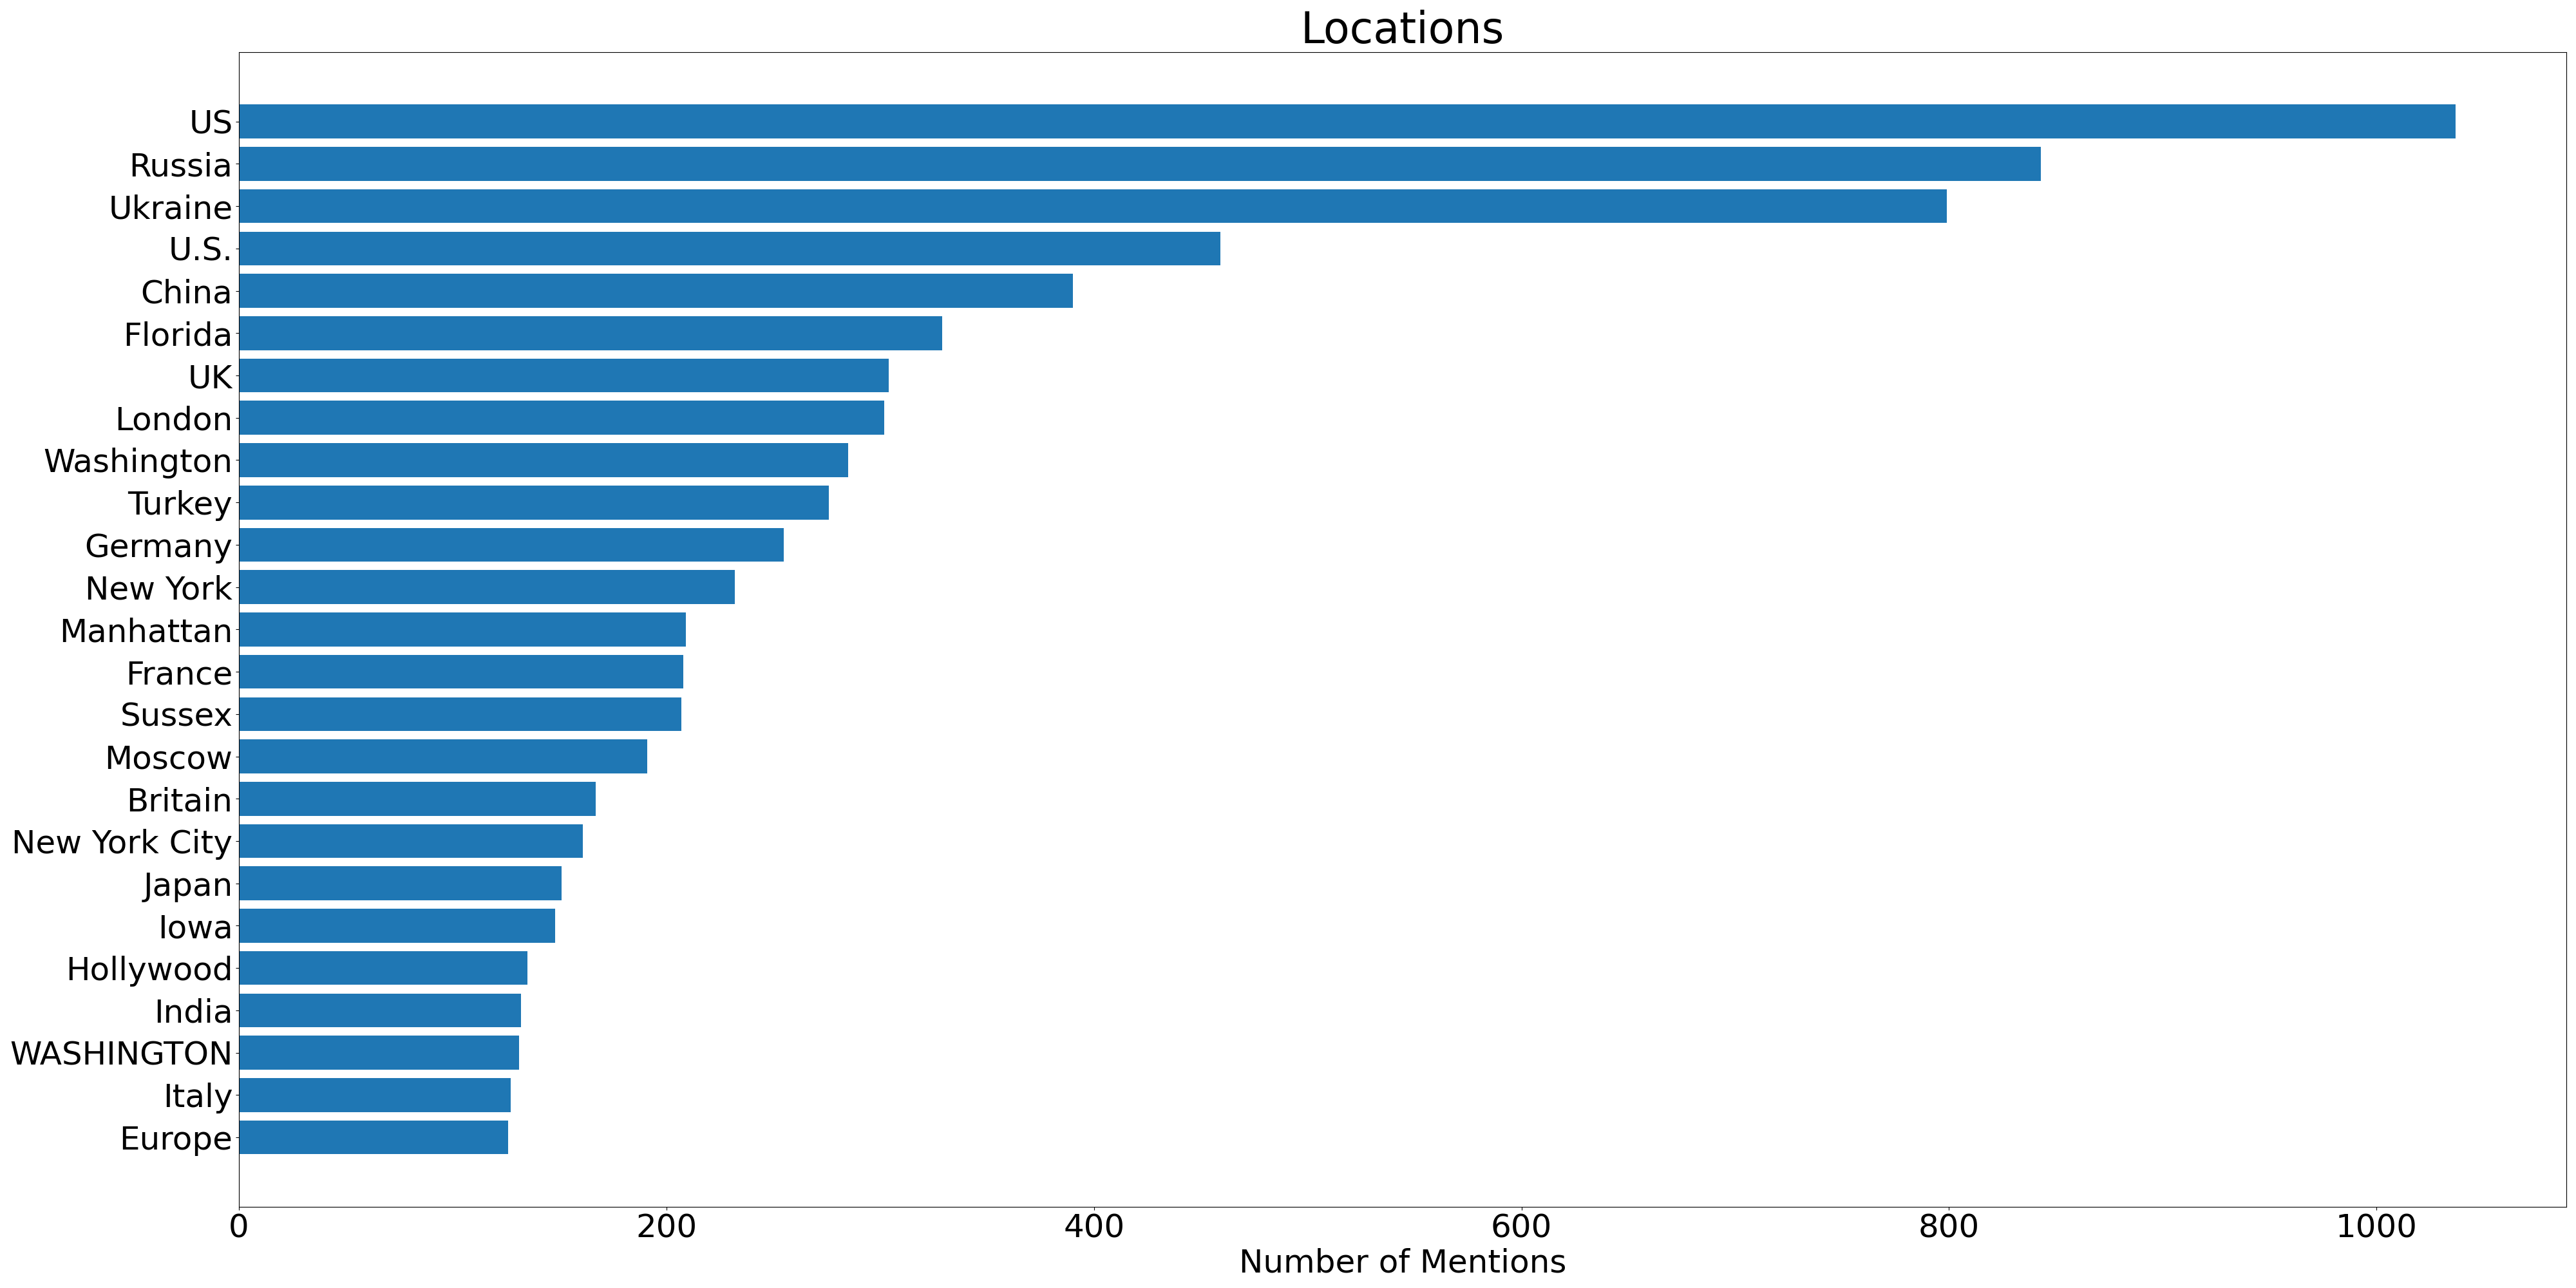 Locations
US
Russia
Ukraine
U.S.
China
Florida
UK
London
Washington
Turkey
Germany
New York
Manhattan
France
Sussex
Moscow
Britain
New York City
Japan
Iowa
Hollywood
India
WASHINGTON
Italy
Europe
0 200 400 600 800 1000
Number of Mentions